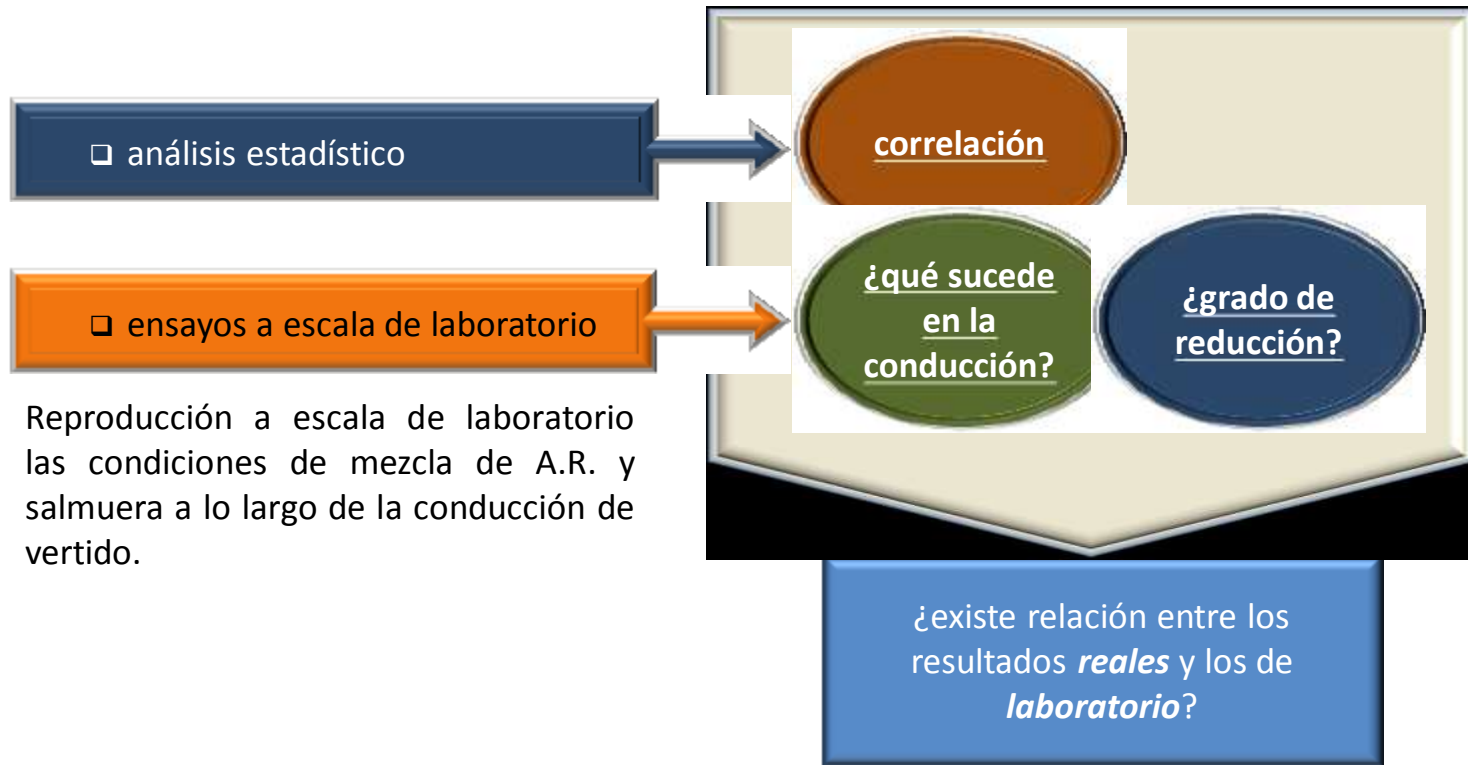 ❑ análisis estadístico
correlación
❑ ensayos a escala de laboratorio
¿qué sucede
en la
conducción?
¿grado de
reducción?
Reproducción a escala de laboratorio
las condiciones de mezcla de A.R. y
salmuera a lo largo de la conducción de
vertido.
¿existe relación entre los
resultados reales y los de
laboratorio?